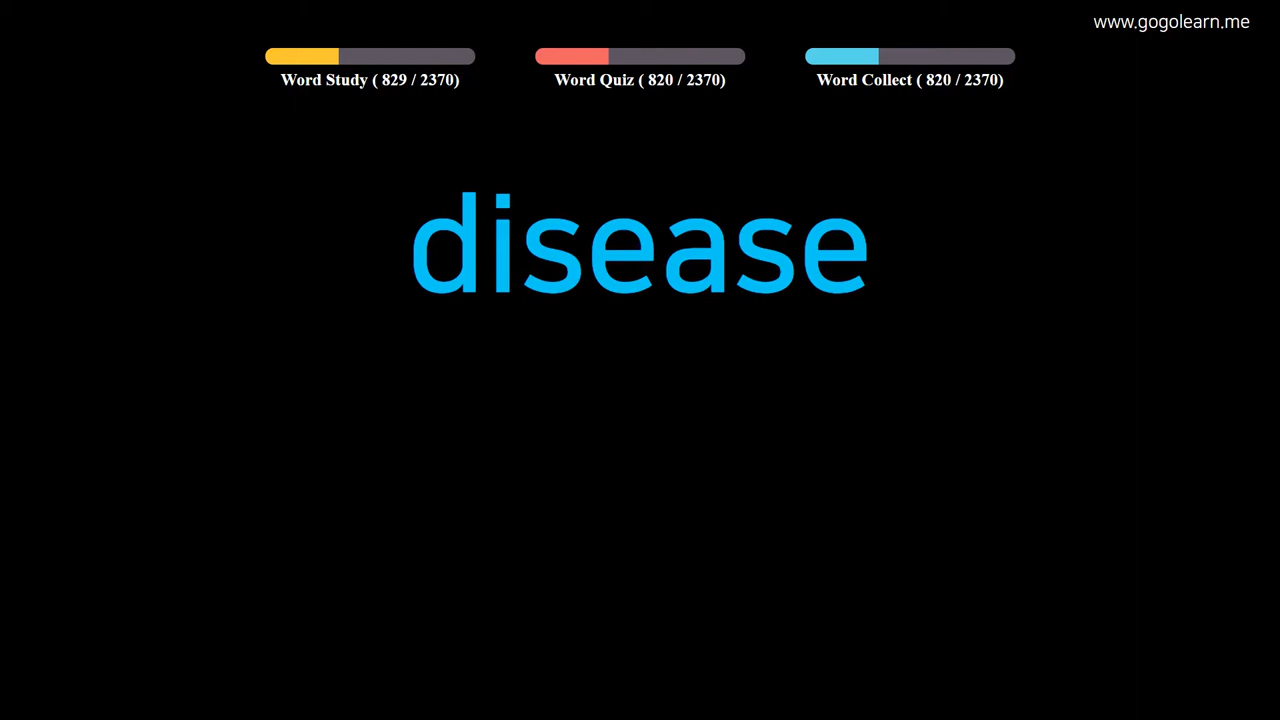 www.gogolearn.me
Word Study ( 829 / 2370)
Word Quiz ( 820 / 2370)
Word Collect ( 820 / 2370)
disease